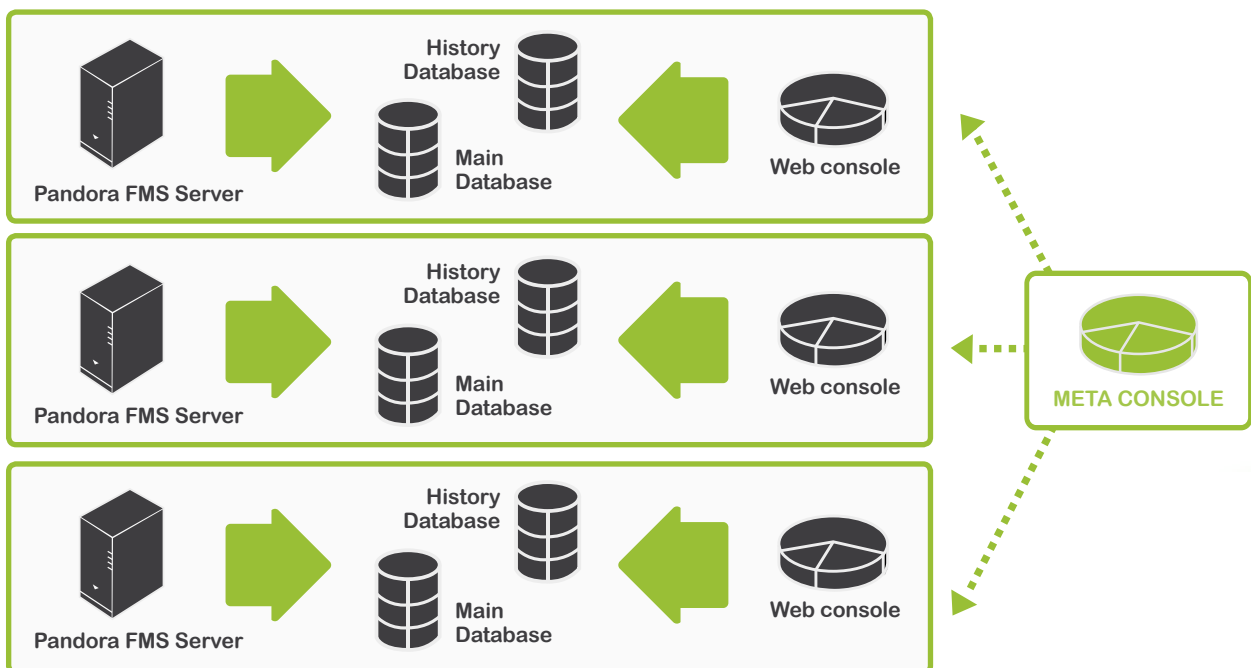 History
Database
Main
Database
Pandora FMS Server
Web console
History
Database
Main
Database
Pandora FMS Server
Web console
META CONSOLE
History
Database
Main
Database
Pandora FMS Server
Web console